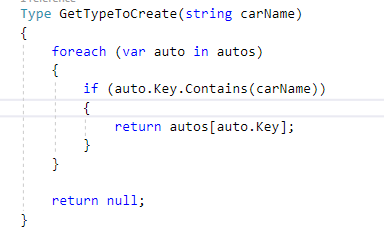 Type GetTypeToCreate(string carName)
{
foreach (var auto in autos)
{
if (auto.Key.Contains(carName))
{
return autos[auto.Key];
}
}
return null;
}